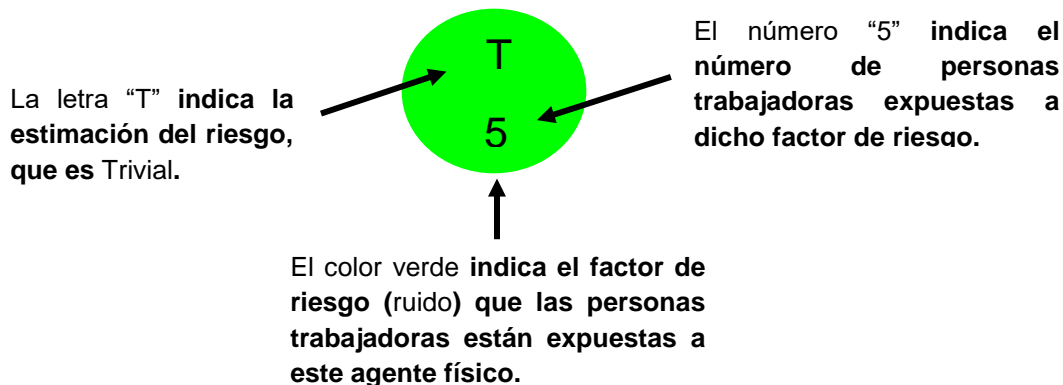 La letra “T” indica la
estimación del riesgo,
que es Trivial.
T
5
El número “5” indica el
número de personas
trabajadoras expuestas a
dicho factor de riesgo.
El color verde indica el factor de
riesgo (ruido) que las personas
trabajadoras están expuestas a
este agente físico.